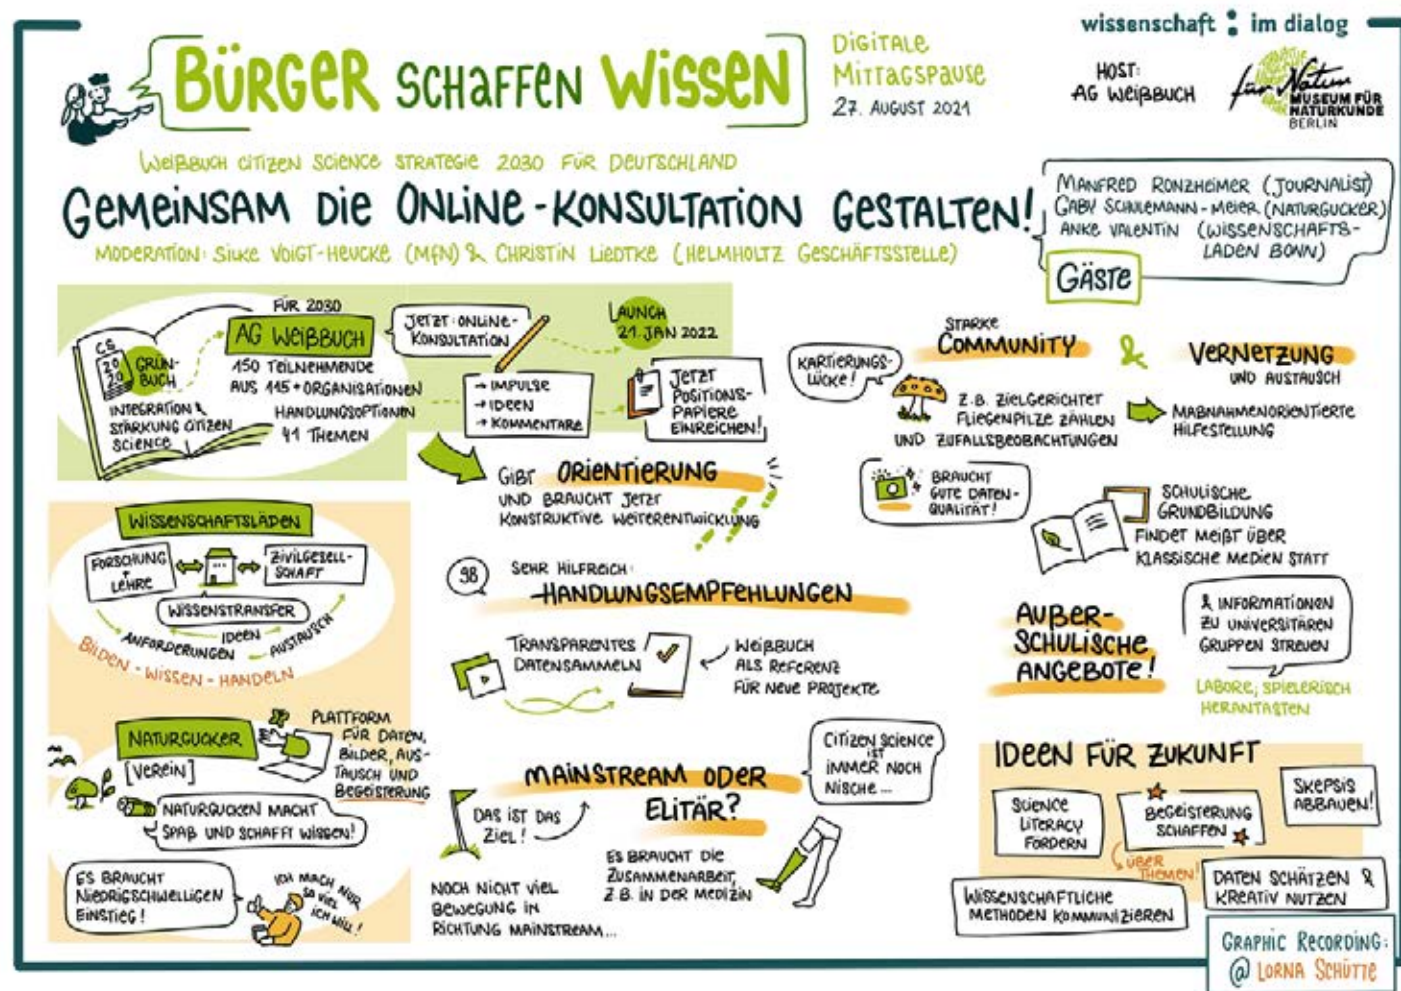 wissenschaft : im dialog
BÜRGER SCHAFFEN WISSEN
DIGITALE
MITTAGSPAUSE
27. AUGUST 2021
HOST:
AG WEIßBUCH
für Natur
MUSEUM FÜR
NATURKUNDE
BERLIN
WEIßBUCH CITIZEN SCIENCE STRATEGIE 2030 FÜR DEUTSCHLAND
GEMEINSAM DIE ONLINE-KONSULTATION GESTALTEN!
MODERATION: SILKE VOIGT-HEUCKE (MfN) & CHRISTIN LIEDTKE (HELMHOLTZ GESCHÄFTSSTELLE)
MANFRED RONZHEIMER (JOURNALIST)
GABY SCHULEMANN-MEIER (NATURGUCKER)
ANKE VALENTIN (WISSENSCHAFTS-
LADEN BONN)
GÄSTE
CS
20
20
GRÜN-
BUCH
INTEGRATION &
STÄRKUNG CITIZEN
SCIENCE
FÜR 2030
AG WEIßBUCH
150 TEILNEHMENDE
AUS 115+ ORGANISATIONEN
HANDLUNGSOPTIONEN
41 THEMEN
JETZT: ONLINE-
KONSULTATION
→ IMPULSE
→ IDEEN
→ KOMMENTARE
LAUNCH
21. JAN 2022
JETZT
POSITIONS-
PAPIERE
EINREICHEN!
GIBT ORIENTIERUNG
UND BRAUCHT JETZT
KONSTRUKTIVE WEITERENTWICKLUNG
STARKE
COMMUNITY
&
VERNETZUNG
UND AUSTAUSCH
KARTIERUNGS-
LÜCKE!
Z.B. ZIELGERICHTET
FLIEGENPILZE ZÄHLEN
UND ZUFALLSBEOBACHTUNGEN
MAßNAHMENORIENTIERTE
HILFESTELLUNG
BRAUCHT
GUTE DATEN-
QUALITÄT!
SCHULISCHE
GRUNDBILDUNG
FINDET MEIßT ÜBER
KLASSISCHE MEDIEN STATT
WISSENSCHAFTSLÄDEN
FORSCHUNG
+
LEHRE
ZIVILGESELL-
SCHAFT
WISSENSTRANSFER
ANFORDERUNGEN
IDEEN
AUSTAUSCH
BILDEN - WISSEN - HANDELN
98
SEHR HILFREICH:
HANDLUNGSEMPFEHLUNGEN
TRANSPARENTES
DATENSAMMELN
WEIßBUCH
ALS REFERENZ
FÜR NEUE PROJEKTE
AUßER-
SCHULISCHE
ANGEBOTE!
& INFORMATIONEN
ZU UNIVERSITÄREN
GRUPPEN STREUEN
LABORE, SPIELERISCH
HERANTASTEN
NATURGUCKER
[VEREIN]
PLATTFORM
FÜR DATEN,
BILDER, AUS-
TAUSCH UND
BEGEISTERUNG
NATURGUCKEN MACHT
SPAß UND SCHAFFT WISSEN!
ES BRAUCHT
NIEDRIGSCHWELLIGEN
EINSTIEG!
ICH MACH NUR
SO VIEL
ICH WILL!
MAINSTREAM ODER
ELITÄR?
DAS IST DAS
ZIEL!
CITIZEN SCIENCE
IST
IMMER NOCH
NISCHE...
ES BRAUCHT DIE
ZUSAMMENARBEIT,
Z.B. IN DER MEDIZIN
NOCH NICHT VIEL
BEWEGUNG IN
RICHTUNG MAINSTREAM...
IDEEN FÜR ZUKUNFT
SCIENCE
LITERACY
FÖRDERN
BEGEISTERUNG
SCHAFFEN
ÜBER
THEMEN!
SKEPSIS
ABBAUEN!
WISSENSCHAFTLICHE
METHODEN KOMMUNIZIEREN
DATEN SCHÄTZEN &
KREATIV NUTZEN
GRAPHIC RECORDING:
@ LORNA SCHÜTTE